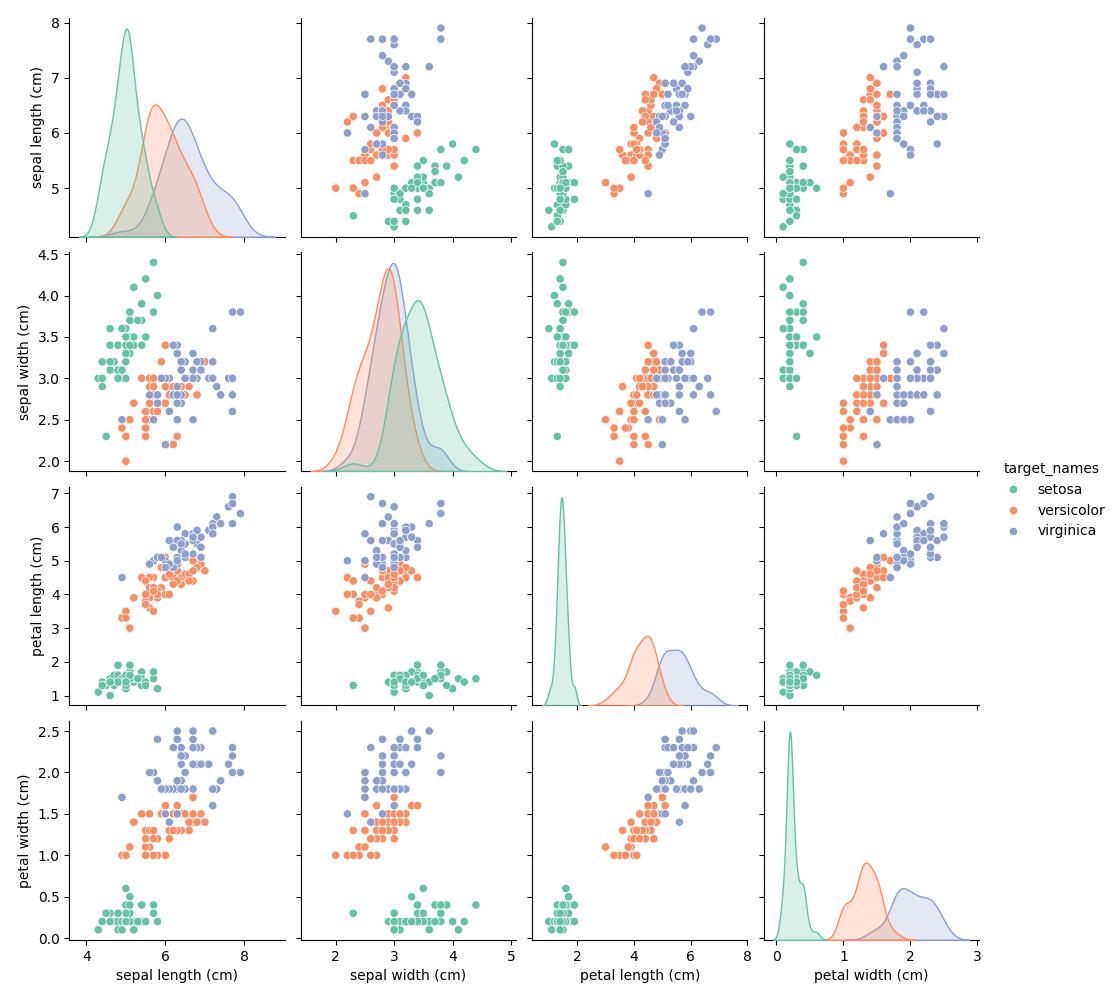 8
7
6
5
sepal length (cm)
4.5
4.0
3.5
3.0
2.5
2.0
sepal width (cm)
target_names
setosa
versicolor
virginica
7
6
5
4
3
2
1
petal length (cm)
2.5
2.0
1.5
1.0
0.5
0.0
petal width (cm)
4 6 8
sepal length (cm)
2 3 4 5
sepal width (cm)
2 4 6 8
petal length (cm)
0 1 2 3
petal width (cm)